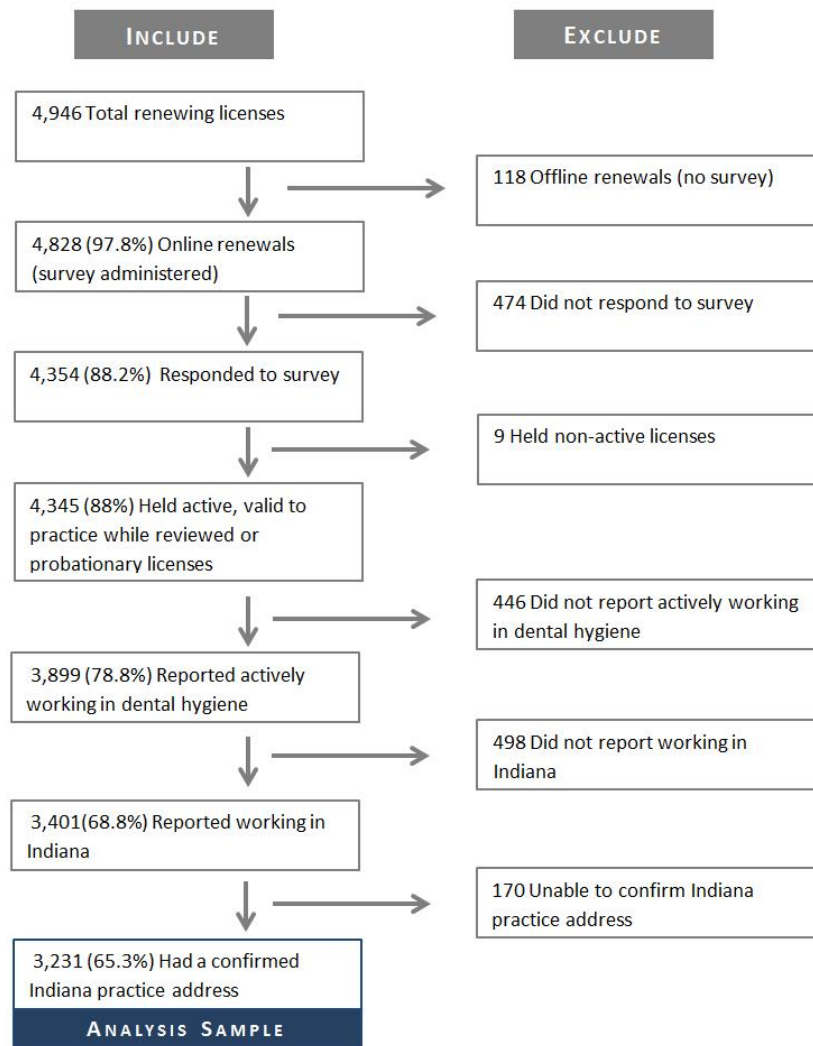 INCLUDE
EXCLUDE
4,946 Total renewing licenses
118 Offline renewals (no survey)
4,828 (97.8%) Online renewals
(survey administered)
474 Did not respond to survey
4,354 (88.2%) Responded to survey
9 Held non-active licenses
4,345 (88%) Held active, valid to
practice while reviewed or
probationary licenses
446 Did not report actively working
in dental hygiene
3,899 (78.8%) Reported actively
working in dental hygiene
498 Did not report working in
Indiana
3,401(68.8%) Reported working in
Indiana
170 Unable to confirm Indiana
practice address
3,231 (65.3%) Had a confirmed
Indiana practice address
ANALYSIS SAMPLE